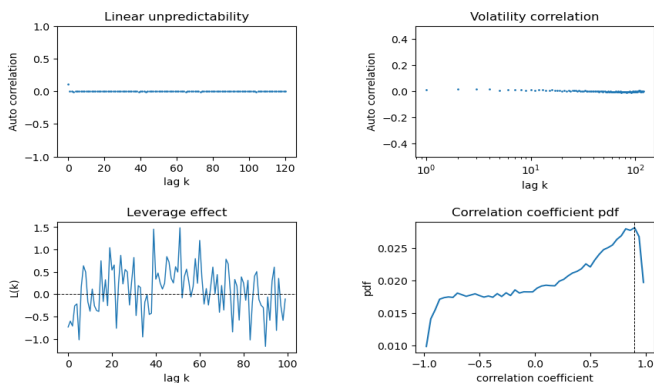 Linear unpredictability
1.0
0.5
0.0
−0.5
−1.0
Auto correlation
0 20 40 60 80 100 120
lag k
Volatility correlation
0.4
0.2
0.0
−0.2
−0.4
Auto correlation
10⁰ 10¹ 10²
lag k
Leverage effect
1.5
1.0
0.5
0.0
−0.5
−1.0
L(k)
0 20 40 60 80 100
lag k
Correlation coefficient pdf
0.025
0.020
0.015
0.010
pdf
−1.0 −0.5 0.0 0.5 1.0
correlation coefficient